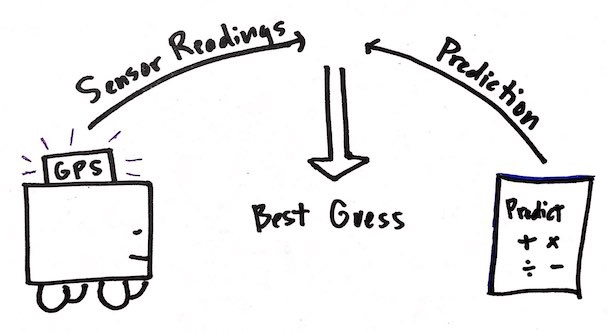 Sensor Readings
Prediction
GPS
Best Guess
Predict
+ ×
÷ −